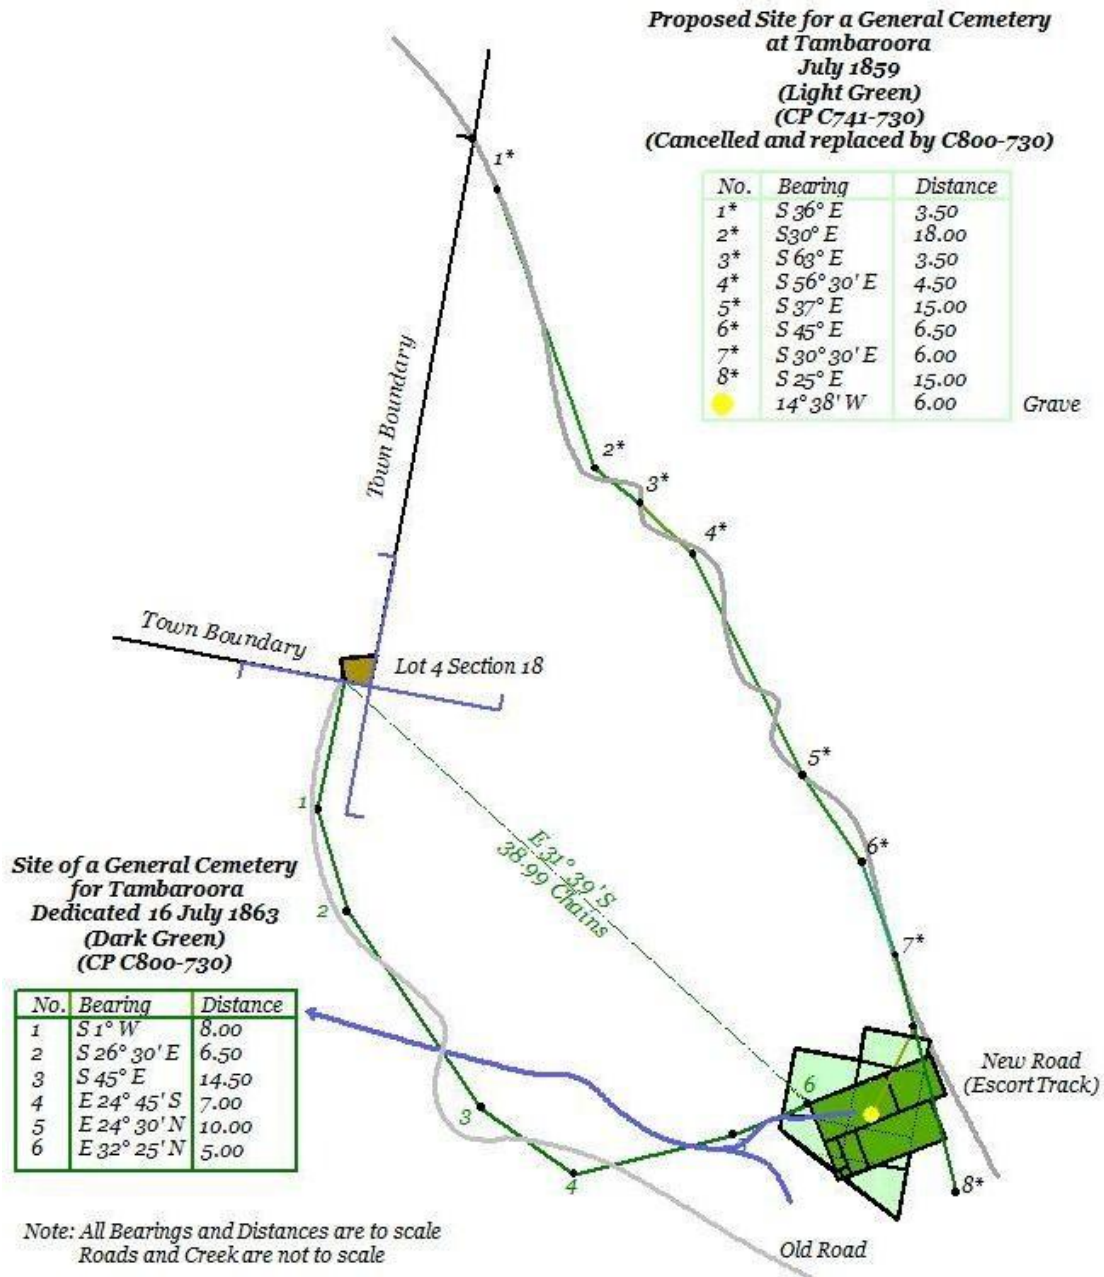 Proposed Site for a General Cemetery
at Tambaroora
July 1859
(Light Green)
(CP C741-730)
(Cancelled and replaced by C800-730)
No. Bearing Distance
1* S 36° E 3.50
2* S30° E 18.00
3* S 63° E 3.50
4* S 56° 30' E 4.50
5* S 37° E 15.00
6* S 45° E 6.50
7* S 30° 30' E 6.00
8* S 25° E 15.00
14° 38' W 6.00 Grave
1*
2*
3*
4*
5*
6*
7*
8*
Town Boundary
Town Boundary
Lot 4 Section 18
E 31° 39' S
38.99 Chains
1
2
3
4
5
6
New Road
(Escort Track)
Old Road
Site of a General Cemetery
for Tambaroora
Dedicated 16 July 1863
(Dark Green)
(CP C800-730)
No. Bearing Distance
1 S 1° W 8.00
2 S 26° 30' E 6.50
3 S 45° E 14.50
4 E 24° 45' S 7.00
5 E 24° 30' N 10.00
6 E 32° 25' N 5.00
Note: All Bearings and Distances are to scale
Roads and Creek are not to scale